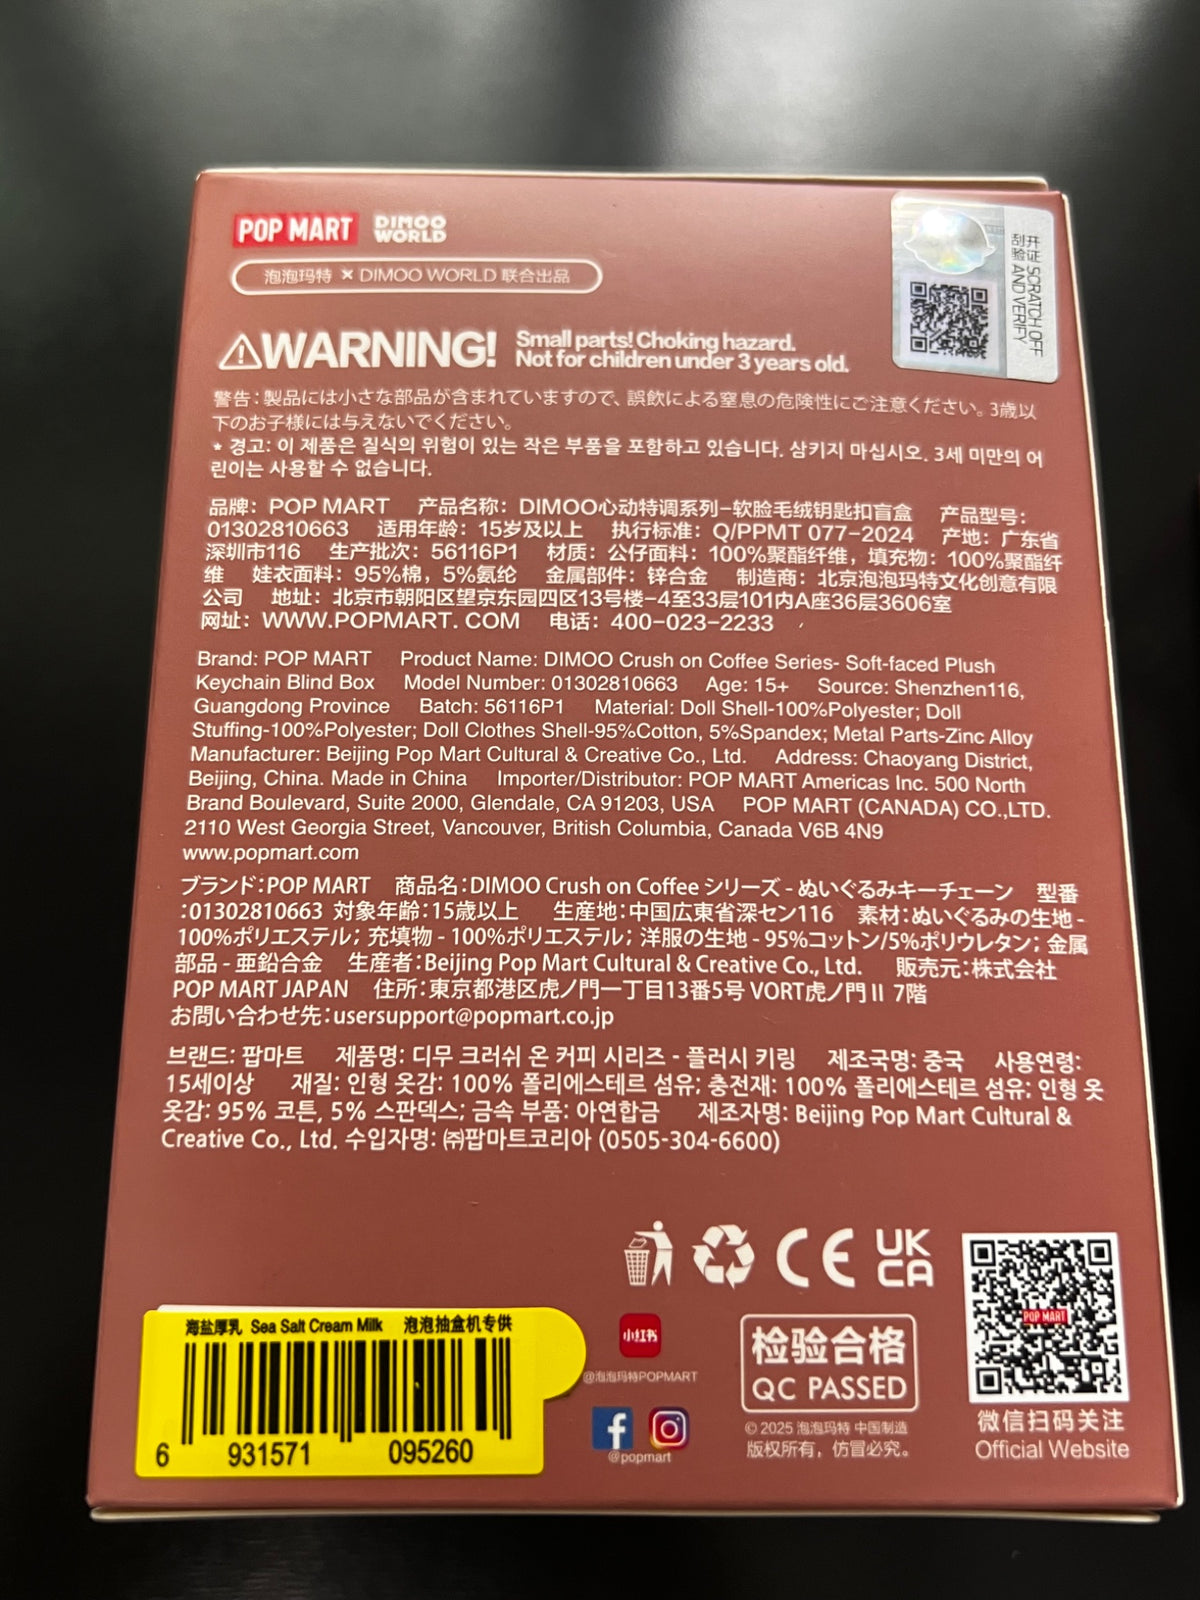 POP MART DIMOO WORLD
泡泡玛特 × DIMOO WORLD 联合出品
开证 SCRATCH OFF
刮验 AND VERIFY
WARNING! Small parts! Choking hazard.
Not for children under 3 years old.
警告：製品には小さな部品が含まれていますので、誤飲による窒息の危険性にご注意ください。3歳以
下のお子様には与えないでください。
* 경고: 이 제품은 질식의 위험이 있는 작은 부품을 포함하고 있습니다. 삼키지 마십시오. 3세 미만의 어
린이는 사용할 수 없습니다.
品牌：POP MART 产品名称：DIMOO心动特调系列-软脸毛绒钥匙扣盲盒 产品型号：
01302810663 适用年龄：15岁及以上 执行标准：Q/PPMT 077-2024 产地：广东省
深圳市116 生产批次：56116P1 材质：公仔面料：100%聚酯纤维，填充物：100%聚酯纤
维 娃衣面料：95%棉，5%氨纶 金属部件：锌合金 制造商：北京泡泡玛特文化创意有限
公司 地址：北京市朝阳区望京东园四区13号楼-4至33层101内A座36层3606室
网址：WWW.POPMART. COM 电话：400-023-2233
Brand: POP MART Product Name: DIMOO Crush on Coffee Series- Soft-faced Plush
Keychain Blind Box Model Number: 01302810663 Age: 15+ Source: Shenzhen116,
Guangdong Province Batch: 56116P1 Material: Doll Shell-100%Polyester; Doll
Stuffing-100%Polyester; Doll Clothes Shell-95%Cotton, 5%Spandex; Metal Parts-Zinc Alloy
Manufacturer: Beijing Pop Mart Cultural & Creative Co., Ltd. Address: Chaoyang District,
Beijing, China. Made in China Importer/Distributor: POP MART Americas Inc. 500 North
Brand Boulevard, Suite 2000, Glendale, CA 91203, USA POP MART (CANADA) CO.,LTD.
2110 West Georgia Street, Vancouver, British Columbia, Canada V6B 4N9
www.popmart.com
ブランド：POP MART 商品名：DIMOO Crush on Coffee シリーズ - ぬいぐるみキーチェーン 型番
：01302810663 対象年齢：15歳以上 生産地：中国広東省深セン116 素材：ぬいぐるみの生地 -
100%ポリエステル；充填物 - 100%ポリエステル；洋服の生地 - 95%コットン/5%ポリウレタン；金属
部品 - 亜鉛合金 生産者：Beijing Pop Mart Cultural & Creative Co., Ltd. 販売元：株式会社
POP MART JAPAN 住所：東京都港区虎ノ門一丁目13番5号 VORT虎ノ門Ⅱ 7階
お問い合わせ先：usersupport@popmart.co.jp
브랜드: 팝마트 제품명: 디무 크러쉬 온 커피 시리즈 - 플러시 키링 제조국명: 중국 사용연령:
15세이상 재질: 인형 옷감: 100% 폴리에스테르 섬유; 충전재: 100% 폴리에스테르 섬유; 인형 옷
옷감: 95% 코튼, 5% 스판덱스; 금속 부품: 아연합금 제조자명: Beijing Pop Mart Cultural &
Creative Co., Ltd. 수입자명: ㈜팝마트코리아 (0505-304-6600)
CE UK
CA
海盐厚乳 Sea Salt Cream Milk 泡泡抽盒机专供
6 931571 095260
小红书
@泡泡玛特POPMART
@popmart
检验合格
QC PASSED
© 2025 泡泡玛特 中国制造
版权所有，仿冒必究。
POP MART
微信扫码关注
Official Website